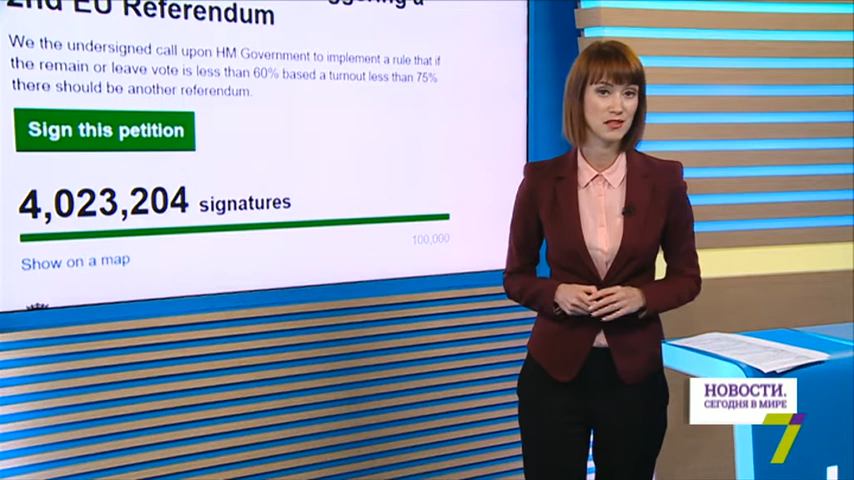 2nd EU Referendum
We the undersigned call upon HM Government to implement a rule that if
the remain or leave vote is less than 60% based a turnout less than 75%
there should be another referendum.
Sign this petition
4,023,204 signatures
100,000
Show on a map
НОВОСТИ.
СЕГОДНЯ В МИРЕ
7